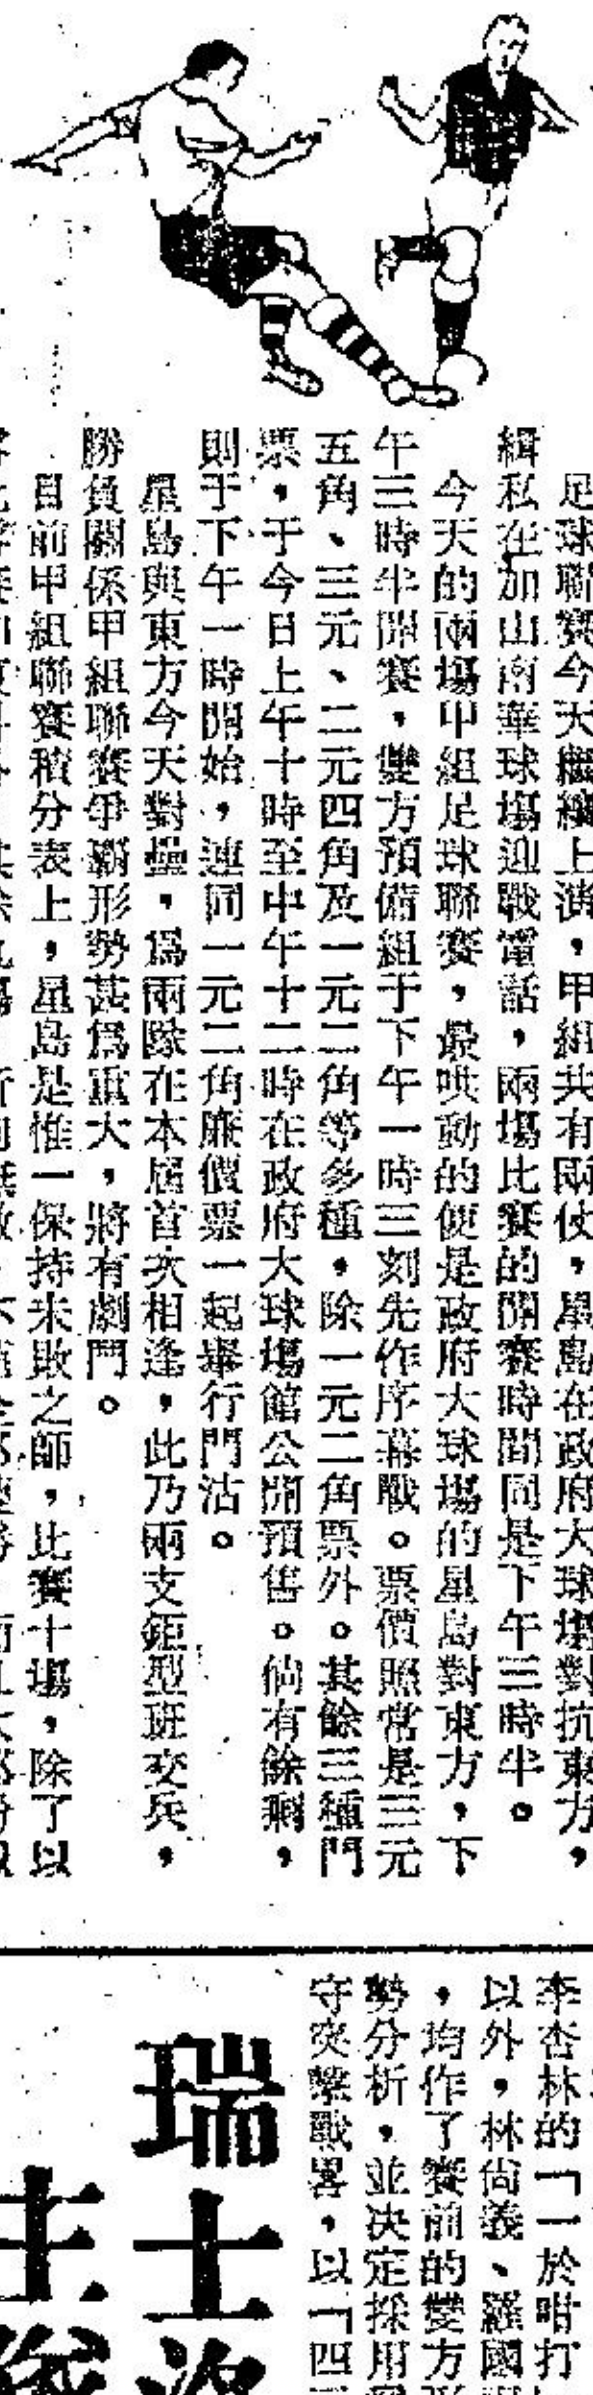 足球聯賽今天繼續上演，甲組共有兩仗，星島在政府大球塲對抗東方，
緝私在加山南華球塲迎戰電話，兩塲比賽的開賽時間同是下午三時半。
今天的兩塲甲組足球聯賽，最哄動的便是政府大球塲的星島對東方，下
午三時半開賽，雙方預備組于下午一時三刻先作序幕戰。票價照常是三元
五角、三元、二元四角及一元二角等多種，除一元二角票外。其餘三種門
票，于今日上午十時至中午十二時在政府大球塲館公開預售。倘有餘剩，
則于下午一時開始，連同一元二角廉價票一起舉行門沽。
星島與東方今天對壘，爲兩隊在本屆首次相逢，此乃兩支鉅型班交兵，
勝負關係甲組聯賽爭霸形勢甚爲重大，將有劇鬥。
目前甲組聯賽積分表上，星島是惟一保持未敗之師，比賽十塲，除了以
李杏林的「一於咁打
以外，林尙義、羅國
，均作了賽前的雙方形
勢分析，並決定採用
守突擊戰畧，以「四三
瑞士